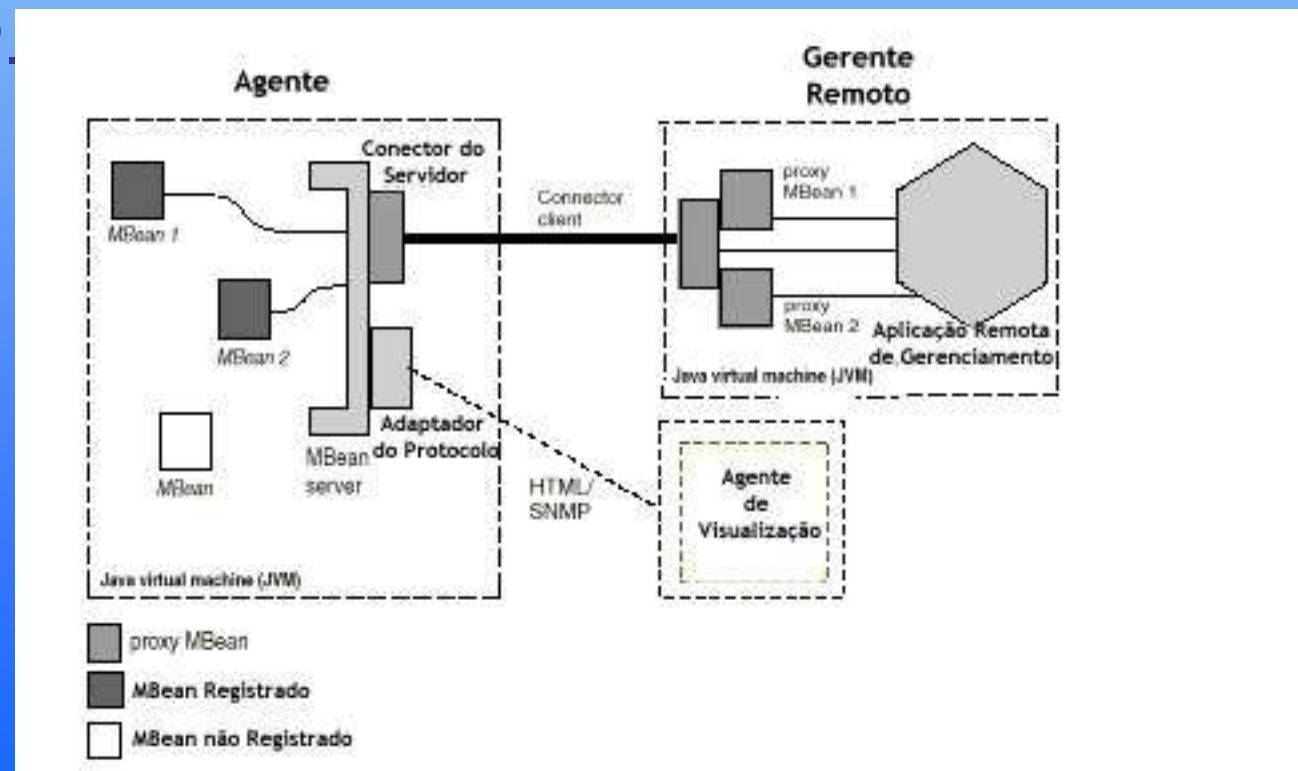 Agente
Gerente
Remoto
Conector do
Servidor
MBean 1
MBean 2
MBean
MBean
server
Adaptador
do Protocolo
Java virtual machine (JVM)
Connector
client
HTML/
SNMP
proxy
MBean 1
proxy
MBean 2
Aplicação Remota
de Gerenciamento
Java virtual machine (JVM)
Agente
de
Visualização
proxy MBean
MBean Registrado
MBean não Registrado